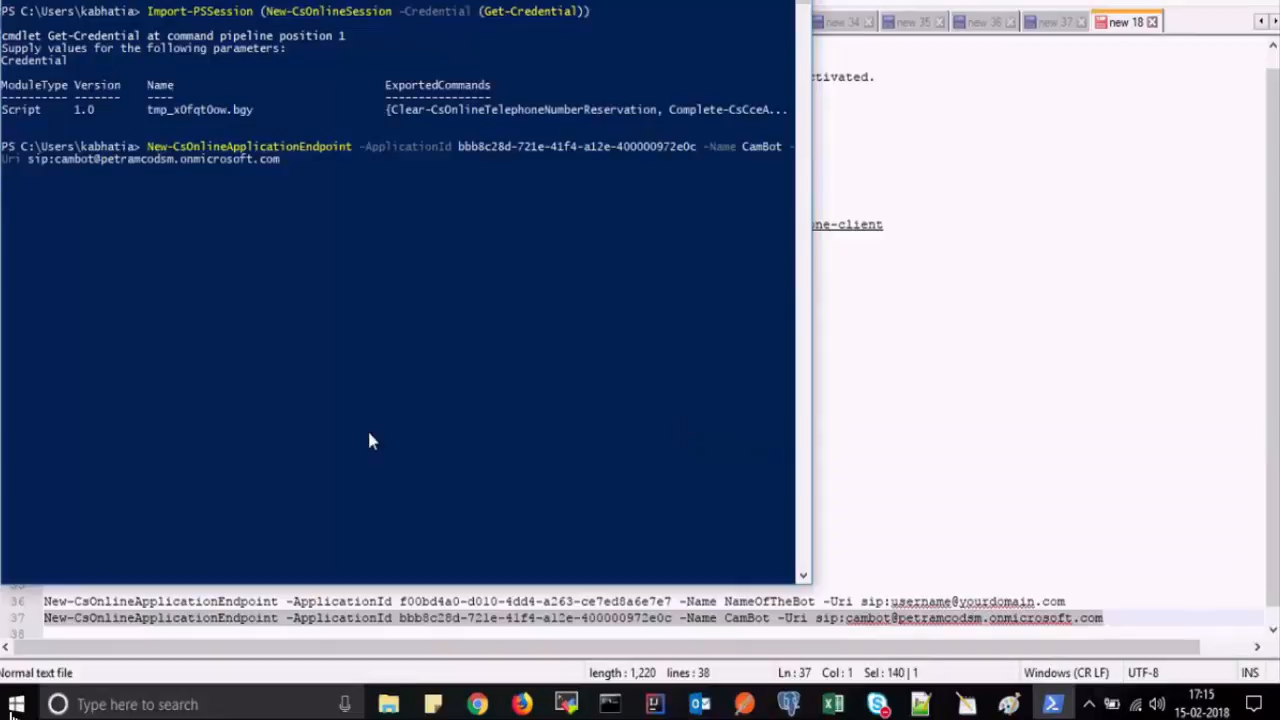 PS C:\Users\kabhatia> Import-PSSession (New-CsOnlineSession -Credential (Get-Credential))
new 34
new 35
new 36
new 37
new 18
cmdlet Get-Credential at command pipeline position 1
Supply values for the following parameters:
Credential
ctivated.
ModuleType Version Name ExportedCommands
---------- ------- ---- ----------------
Script 1.0 tmp_x0fqt0ow.bgy {Clear-CsOnlineTelephoneNumberReservation, Complete-CsCceA...
PS C:\Users\kabhatia> New-CsOnlineApplicationEndpoint -ApplicationId bbb8c28d-721e-41f4-a12e-400000972e0c -Name CamBot -
Uri sip:cambot@petramcodsm.onmicrosoft.com
one-client
36 New-CsOnlineApplicationEndpoint -ApplicationId f00bd4a0-d010-4dd4-a263-ce7ed8a6e7e7 -Name NameOfTheBot -Uri sip:username@yourdomain.com
37 New-CsOnlineApplicationEndpoint -ApplicationId bbb8c28d-721e-41f4-a12e-400000972e0c -Name CamBot -Uri sip:cambot@petramcodsm.onmicrosoft.com
38
Normal text file length : 1,220 lines : 38 Ln : 37 Col : 1 Sel : 140 | 1 Windows (CR LF) UTF-8 INS
Type here to search
17:15
15-02-2018